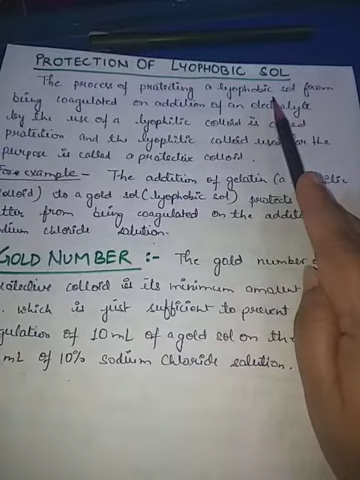 PROTECTION OF LYOPHOBIC SOL
The process of protecting a lyophobic sol from
being coagulated on addition of an electrolyte
by the use of a lyophilic colloid is called
protection and the lyophilic colloid used for the
purpose is called a protective colloid.
For example - The addition of gelatin (a
colloid) to a gold sol (lyophobic sol) protects
from being coagulated on the
chloride solution.
GOLD NUMBER :- The gold number
colloid is its minimum amount
which is just sufficient to prevent
of 10 mL of a gold sol on
mL of 10% sodium chloride solution.